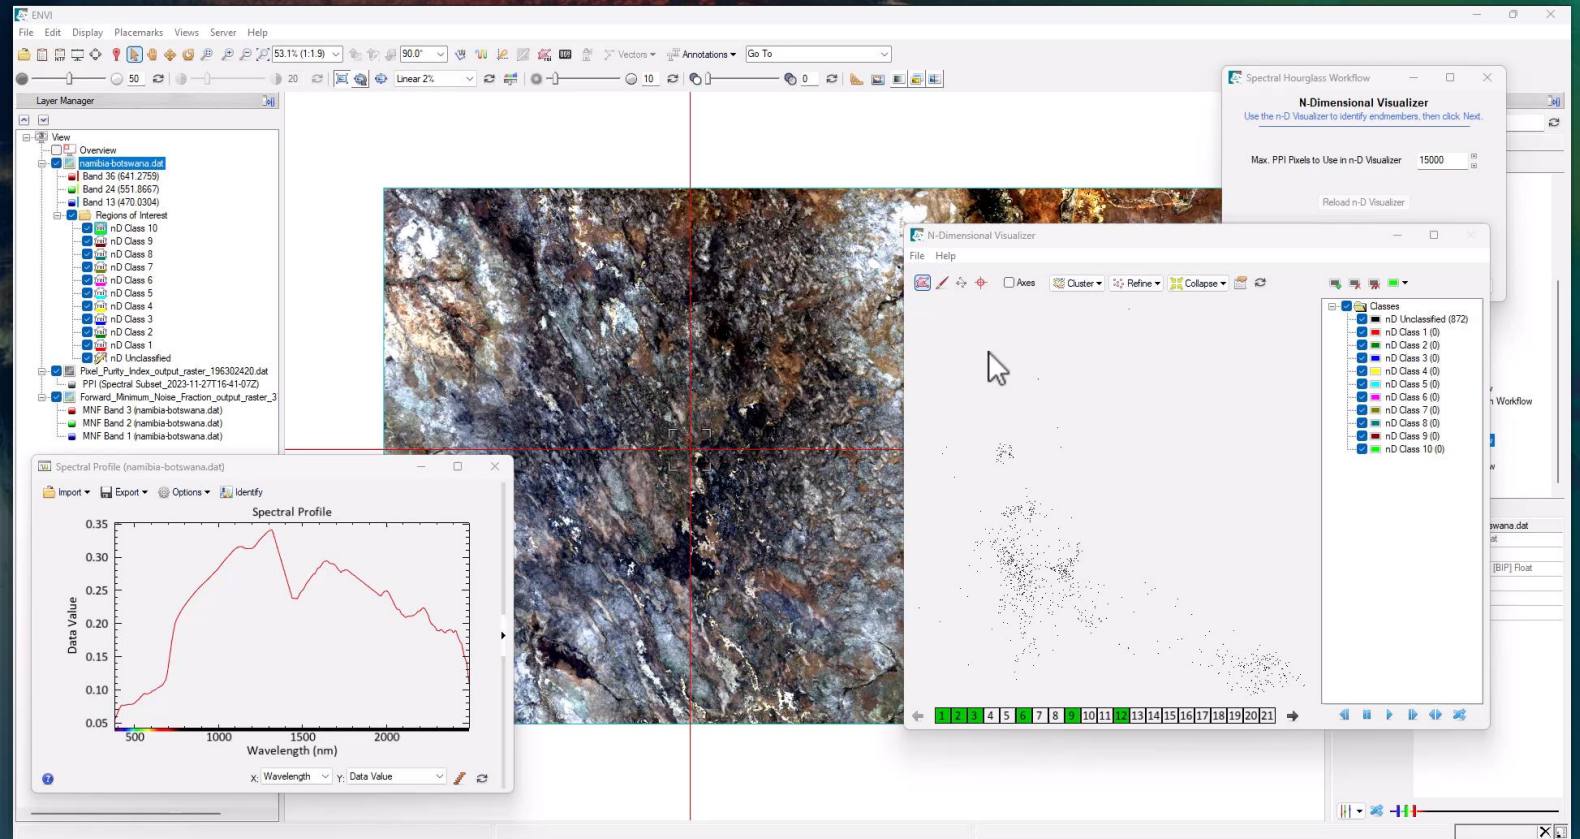 ENVI
File Edit Display Placemarks Views Server Help
53.1% (1:1.9) 90.0° Vectors Annotations Go To
50 20 Linear 2% 10 0
Layer Manager
View
Overview
namibia-botswana.dat
Band 36 (641.2759)
Band 24 (551.8667)
Band 13 (470.0304)
Regions of Interest
nD Class 10
nD Class 9
nD Class 8
nD Class 7
nD Class 6
nD Class 5
nD Class 4
nD Class 3
nD Class 2
nD Class 1
nD Unclassified
Pixel_Purity_Index_output_raster_196302420.dat
PPI (Spectral Subset_2023-11-27T16-41-07Z)
Forward_Minimum_Noise_Fraction_output_raster_3
MNF Band 3 (namibia-botswana.dat)
MNF Band 2 (namibia-botswana.dat)
MNF Band 1 (namibia-botswana.dat)
Spectral Profile (namibia-botswana.dat)
Import Export Options Identify
Spectral Profile
0.35
0.30
0.25
0.20
0.15
0.10
0.05
Data Value
500 1000 1500 2000
Wavelength (nm)
X: Wavelength Y: Data Value
Spectral Hourglass Workflow
N-Dimensional Visualizer
Use the n-D Visualizer to identify endmembers, then click Next.
Max. PPI Pixels to Use in n-D Visualizer 15000
Reload n-D Visualizer
N-Dimensional Visualizer
File Help
Axes Cluster Refine Collapse
Classes
nD Unclassified (872)
nD Class 1 (0)
nD Class 2 (0)
nD Class 3 (0)
nD Class 4 (0)
nD Class 5 (0)
nD Class 6 (0)
nD Class 7 (0)
nD Class 8 (0)
nD Class 9 (0)
nD Class 10 (0)
1 2 3 4 5 6 7 8 9 10 11 12 13 14 15 16 17 18 19 20 21
Workflow
wana.dat
[BIP] Float